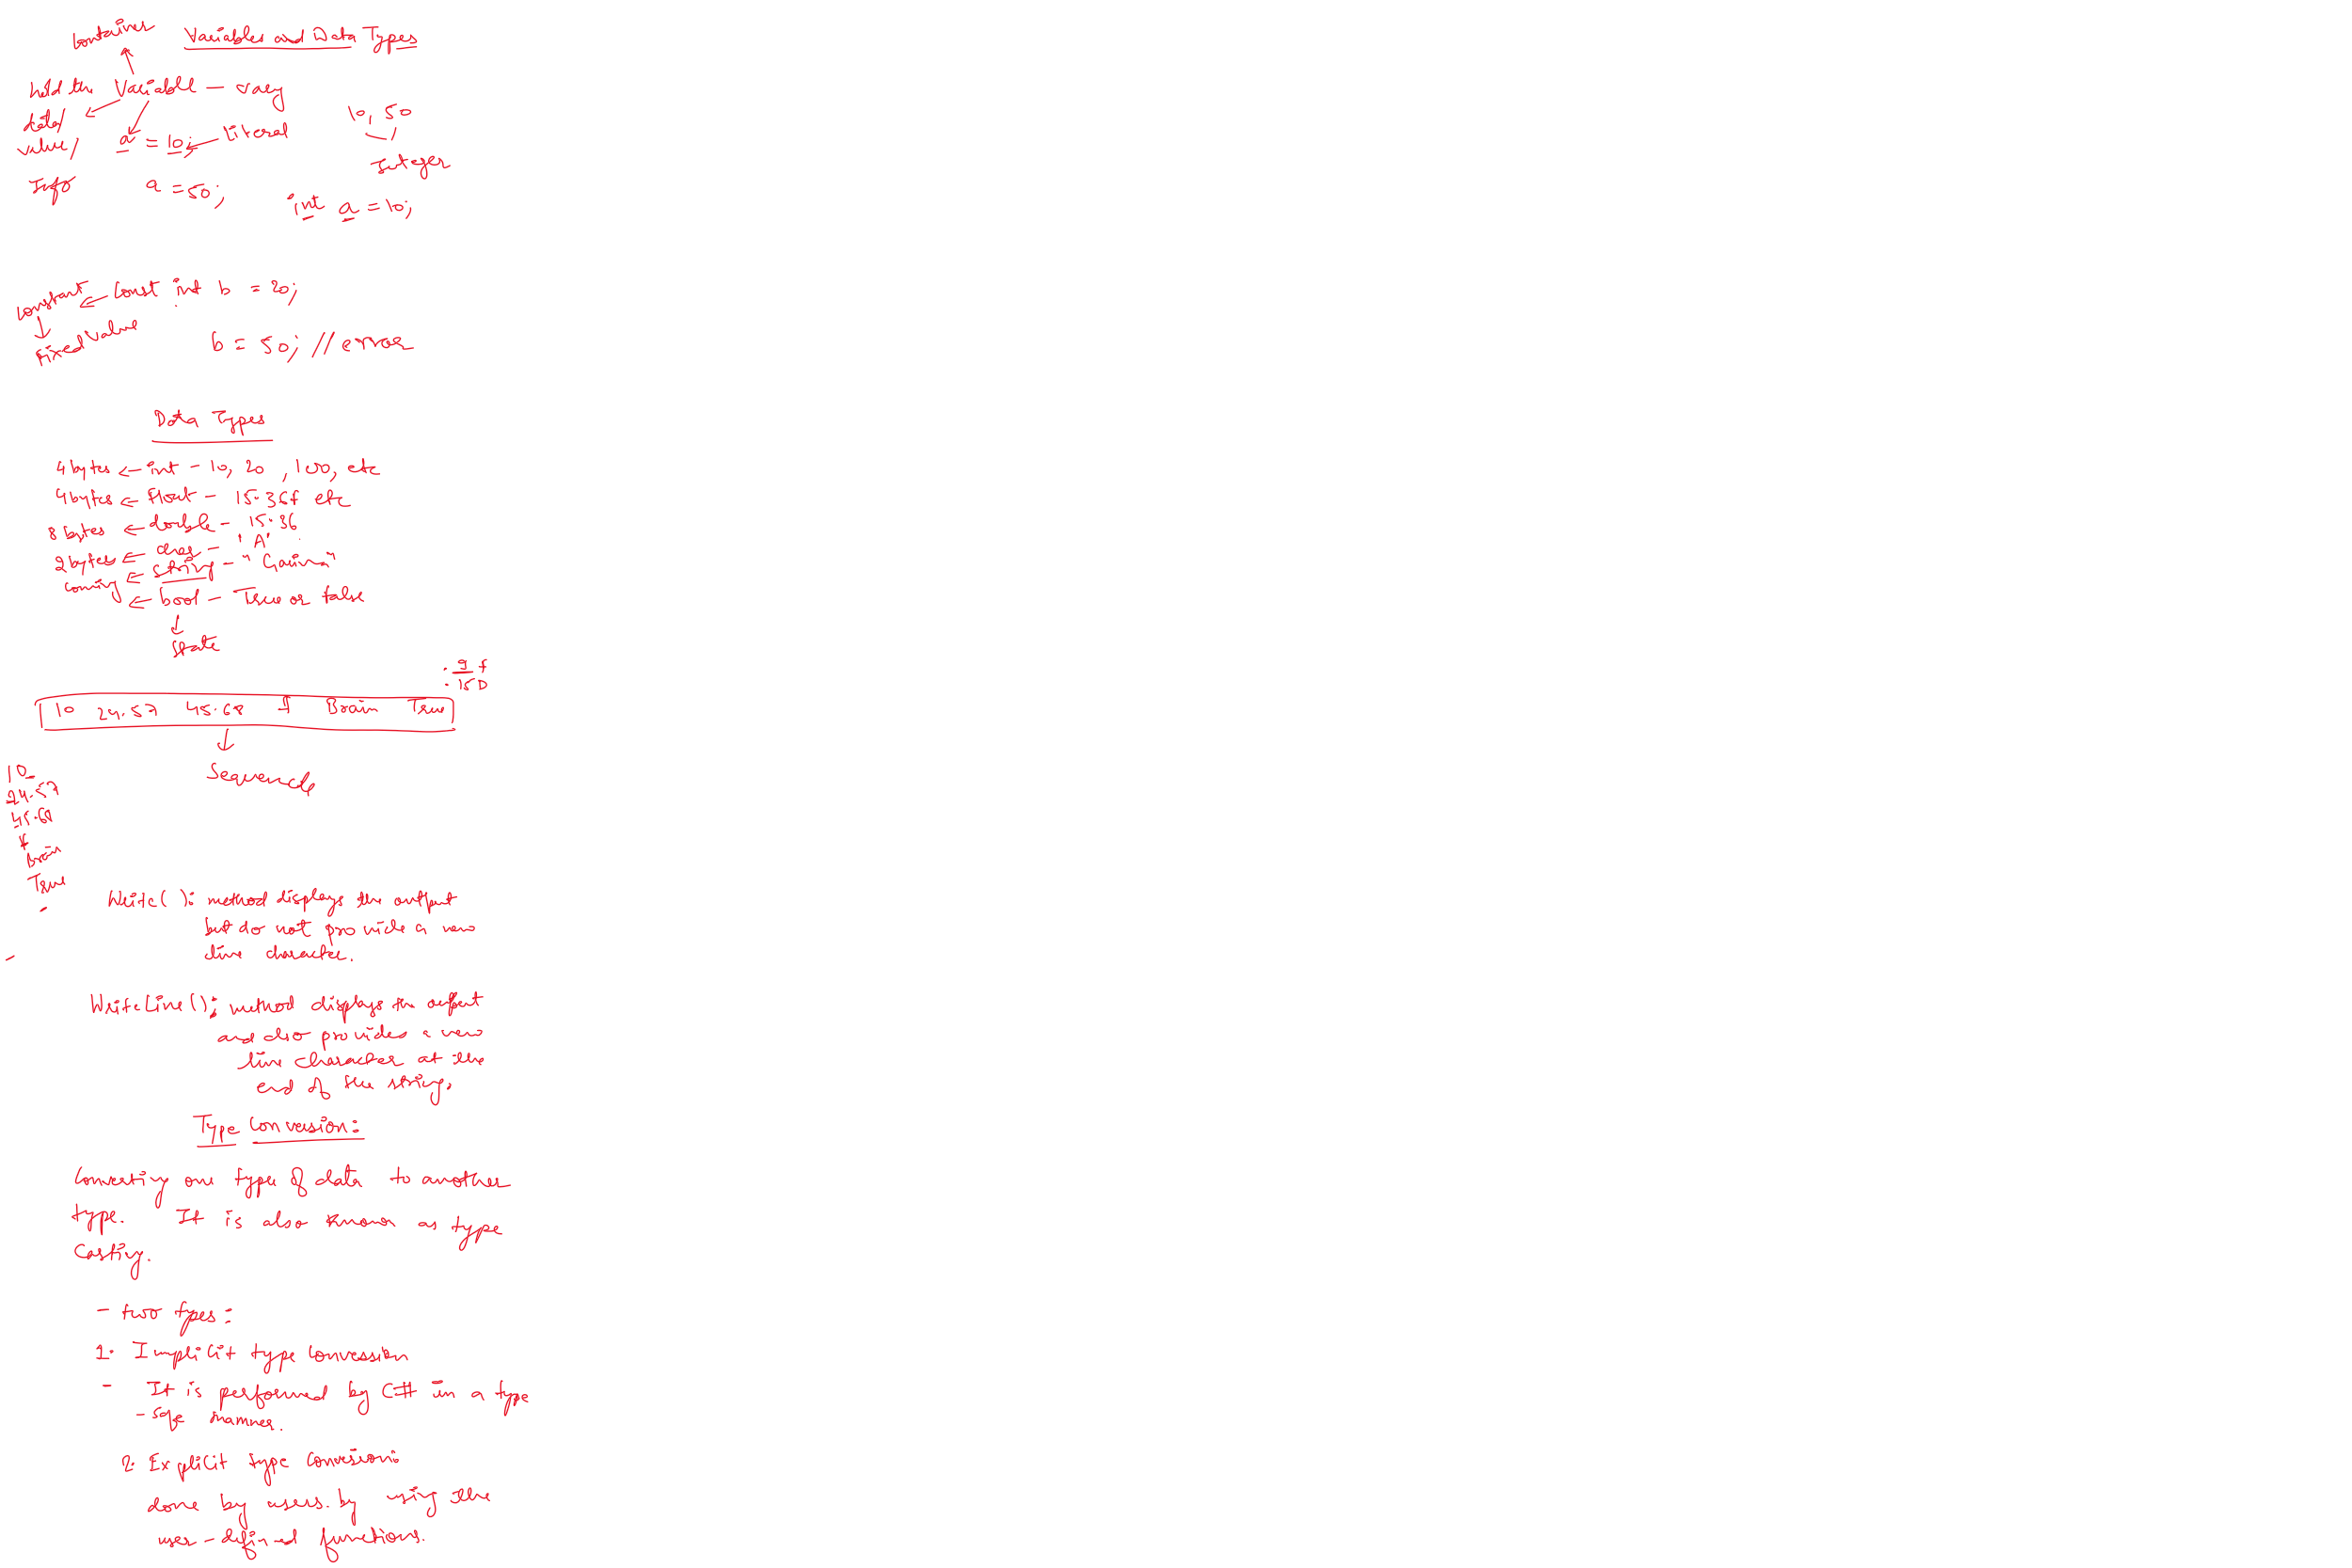 Container
Variables and Data Types
hold the Variable - vary
data/
value/
Info
a = 10; literal
10, 50
Integer
a = 50;
int a = 10;
Constant Const int b = 20;
Fixed Value
b = 50; // error
Data Types
4 bytes int - 10, 20, 100, etc
4 bytes float - 15.36f etc
8 bytes double - 15.36
2 bytes char - 'A'
string - "Gaurav"
bool - True or false
State
: 9 f
: 15D
10 24.57 45.68 I Brain True
Sequence
10
24.57
45.68
Brain
True
Write( ): method displays the output
but do not provide a new
line character.
WriteLine(): method displays the output
and also provides a new
line character at the
end of the string.
Type Conversion:
Converting one type of data to another
type. It is also known as type
Casting.
- two types:
1. Implicit type conversion
- It is performed by C# in a type
- safe manner.
2. Explicit type Conversion:
done by users. by using the
user-defined functions.